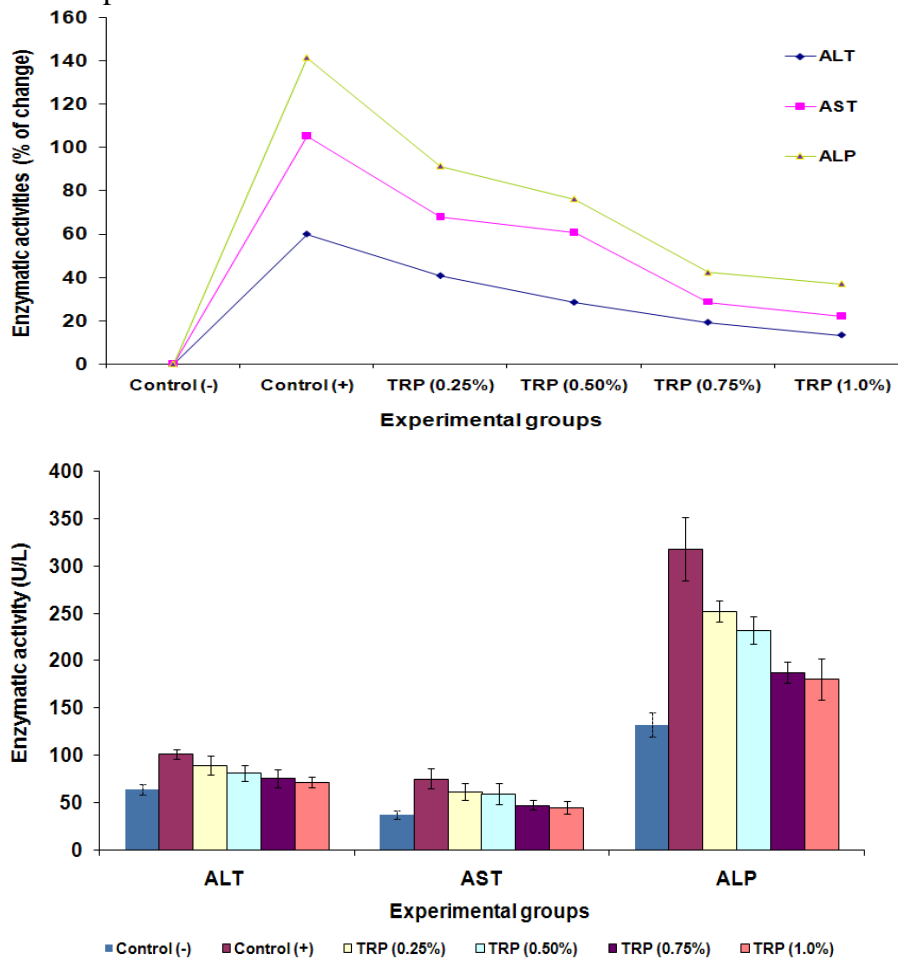 160
140
120
100
80
60
40
20
0
Enzymatic activities (% of change)
ALT
AST
ALP
Control (-) Control (+) TRP (0.25%) TRP (0.50%) TRP (0.75%) TRP (1.0%)
Experimental groups
400
350
300
250
200
150
100
50
0
Enzymatic activity (U/L)
ALT AST ALP
Experimental groups
Control (-) Control (+) TRP (0.25%) TRP (0.50%) TRP (0.75%) TRP (1.0%)